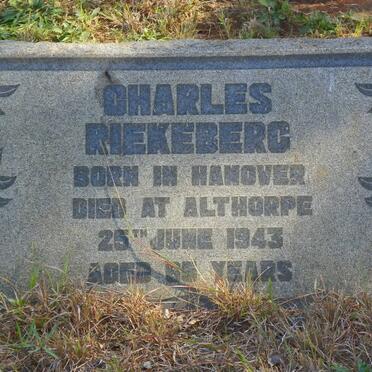 CHARLES
RIEKEBERG
BORN IN HANOVER
DIED AT ALTHORPE
25TH JUNE 1943
AGED YEARS